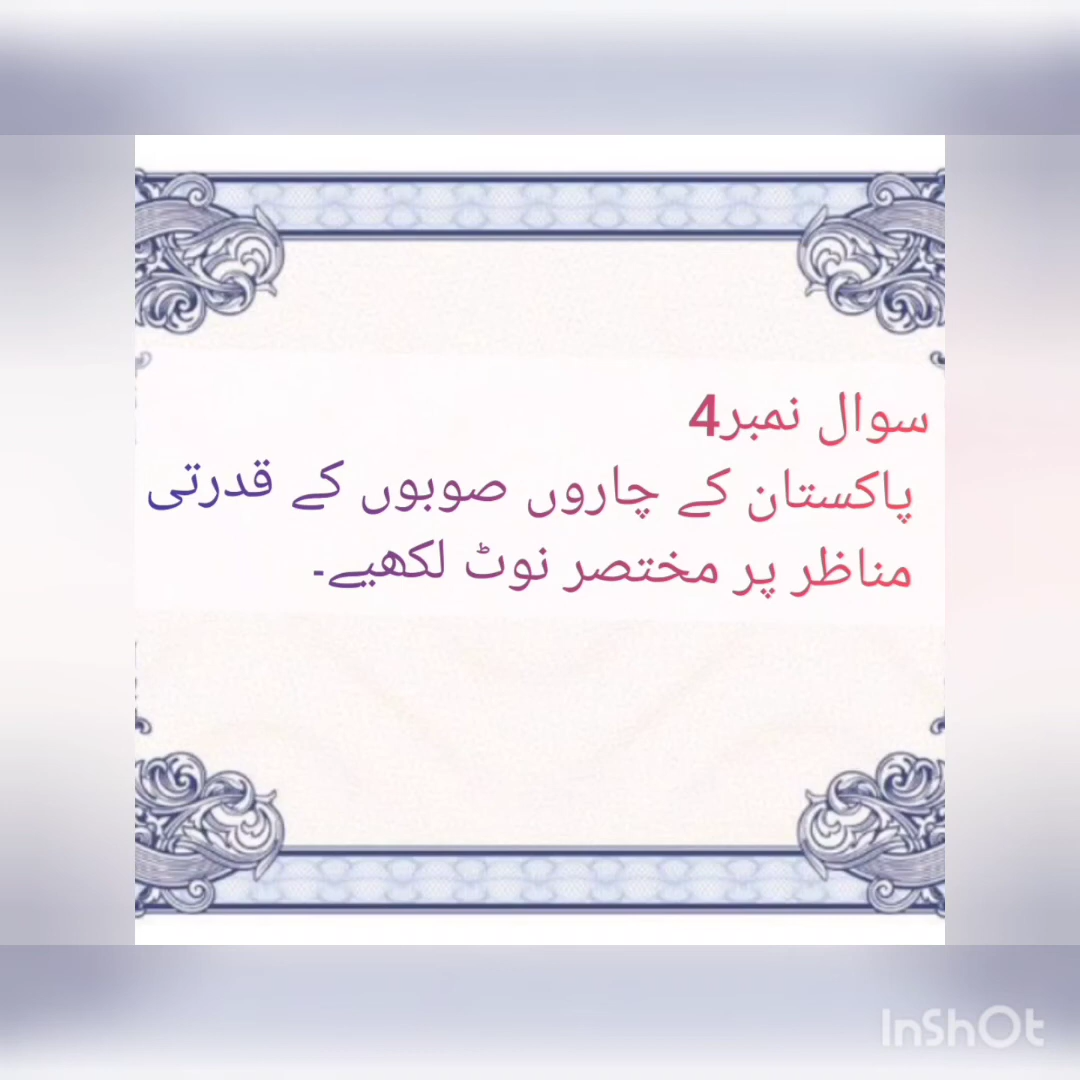 سوال نمبر4
پاکستان کے چاروں صوبوں کے قدرتی
مناظر پر مختصر نوٹ لکھیے۔
InShOt